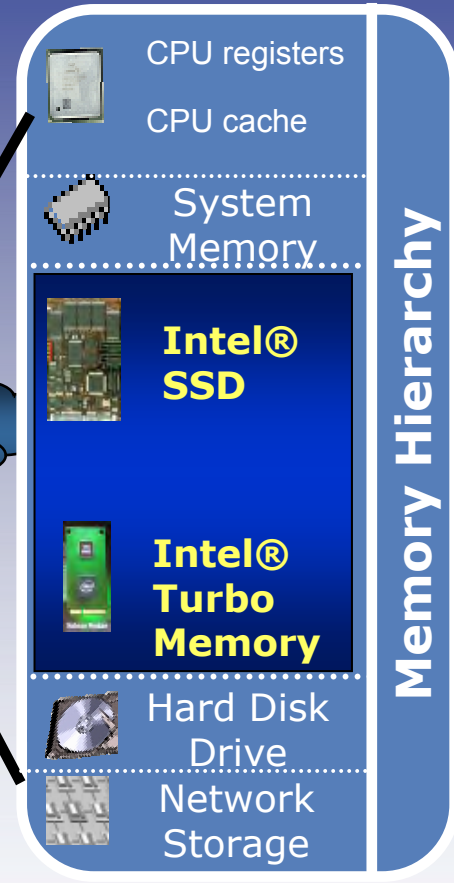 CPU registers
CPU cache
System
Memory
Intel®
SSD
Intel®
Turbo
Memory
Hard Disk
Drive
Network
Storage
Memory Hierarchy